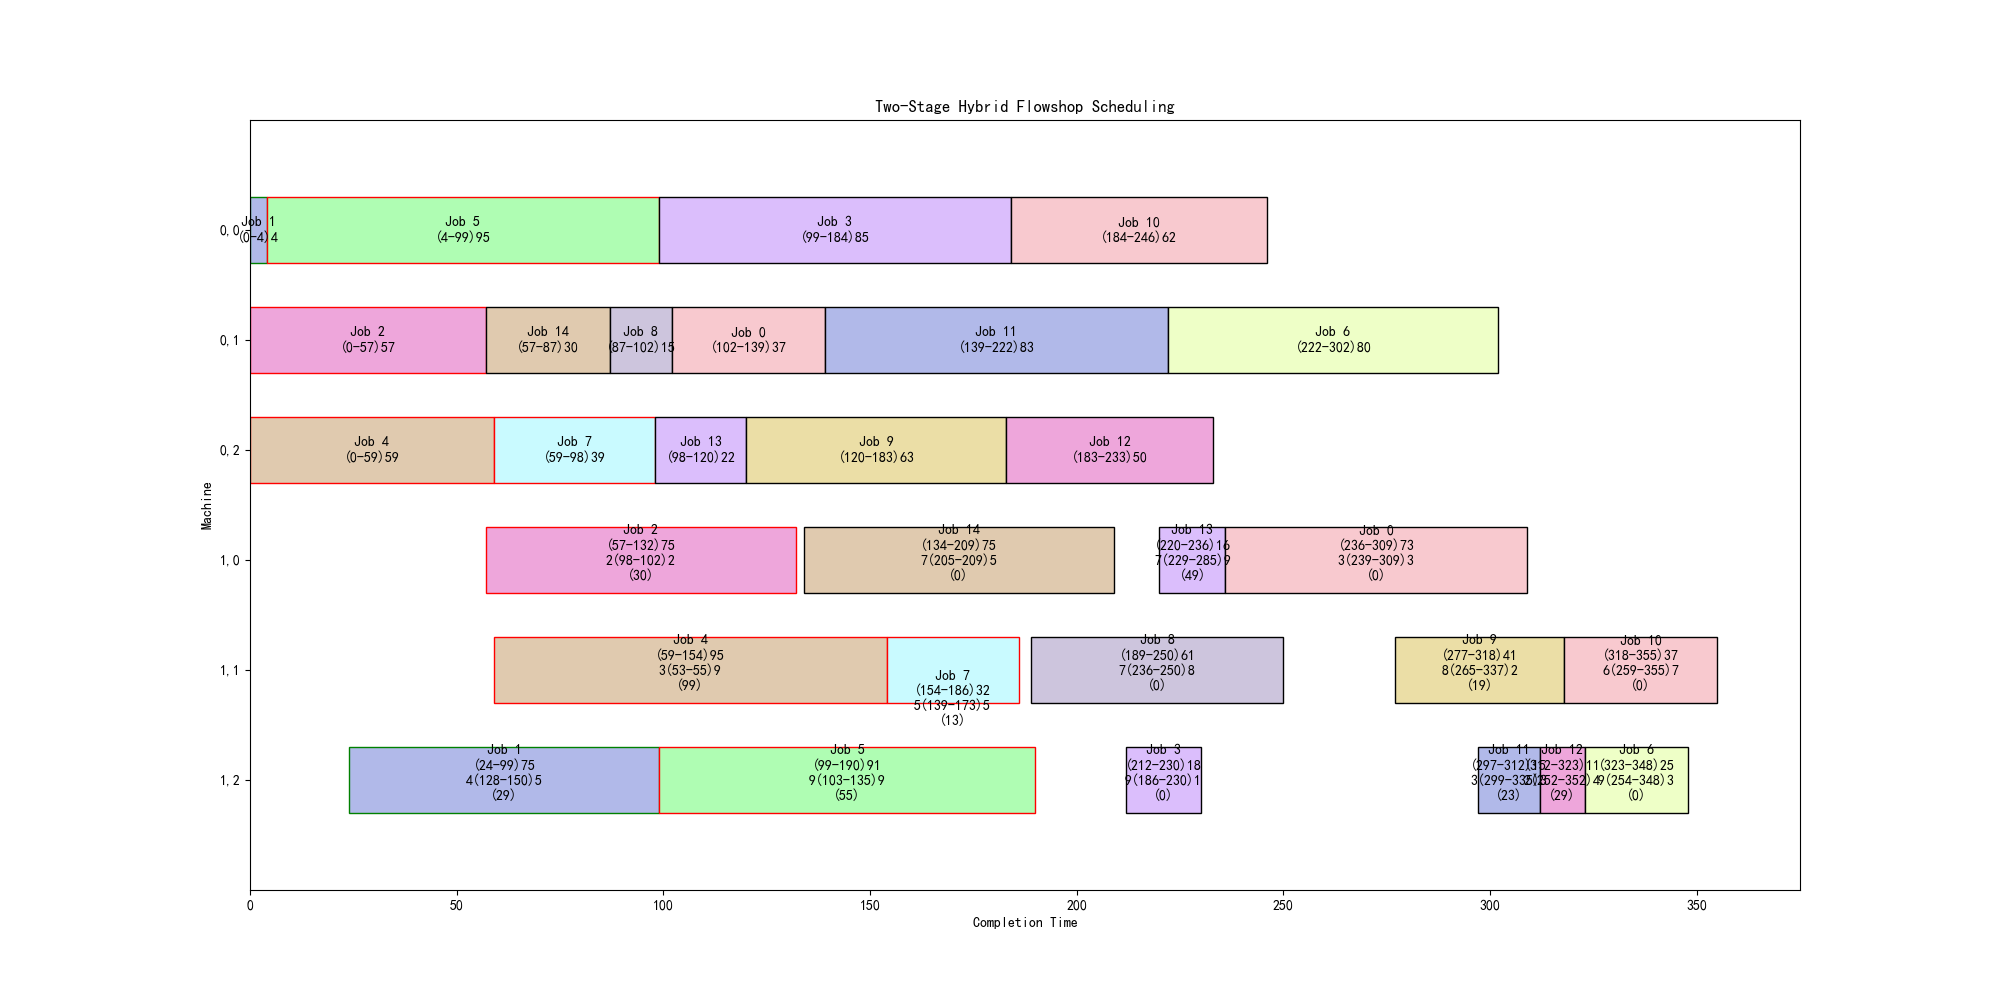 Two-Stage Hybrid Flowshop Scheduling
Machine
0,0
Job 1
(0-4)4
Job 5
(4-99)95
Job 3
(99-184)85
Job 10
(184-246)62
0,1
Job 2
(0-57)57
Job 14
(57-87)30
Job 8
(87-102)15
Job 0
(102-139)37
Job 11
(139-222)83
Job 6
(222-302)80
0,2
Job 4
(0-59)59
Job 7
(59-98)39
Job 13
(98-120)22
Job 9
(120-183)63
Job 12
(183-233)50
1,0
Job 2
(57-132)75
2(98-102)2
(30)
Job 14
(134-209)75
7(205-209)5
(0)
Job 13
(220-236)16
7(229-285)9
(49)
Job 0
(236-309)73
3(239-309)3
(0)
1,1
Job 4
(59-154)95
3(53-55)9
(99)
Job 7
(154-186)32
5(139-173)5
(13)
Job 8
(189-250)61
7(236-250)8
(0)
Job 9
(277-318)41
8(265-337)2
(19)
Job 10
(318-355)37
6(259-355)7
(0)
1,2
Job 1
(24-99)75
4(128-150)5
(29)
Job 5
(99-190)91
9(103-135)9
(55)
Job 3
(212-230)18
9(186-230)1
(0)
Job 11
(297-312)15
(23)
Job 12
(312-323)11
(29)
Job 6
(323-348)25
9(254-348)3
(0)
0
50
100
150
200
250
300
350
Completion Time